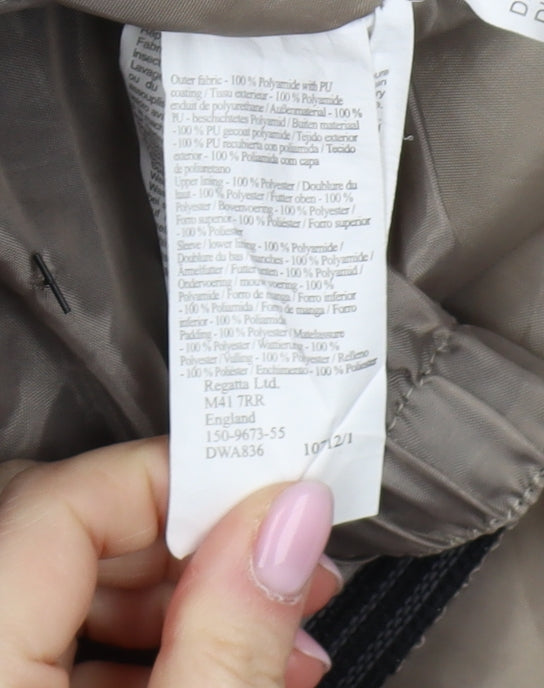 Outer fabric - 100 % Polyamide with PU
coating / Tissu exterieur - 100 % Polyamide
enduit de polyurethane / Außenmaterial - 100 %
PU - beschichtetes Polyamid / Buiten materiaal
- 100 % PU gecoat polyamide / Tejido exterior
- 100 % PU recubierta con poliamida / Tecido
exterior - 100 % Poliamida com capa
de poliuretano
Upper lining - 100 % Polyester / Doublure du
haut - 100 % Polyester / Futter oben - 100 %
Polyester / Bovenvoering - 100 % Polyester /
Forro superior - 100 % Poliéster / Forro superior
- 100 % Poliester
Sleeve / lower lining - 100 % Polyamide /
Doublure du bas / manches - 100 % Polyamide /
Ärmelfutter / Futter unten - 100 % Polyamid /
Ondervoering / mouwvoering - 100 %
Polyamide / Forro de manga / Forro inferior
- 100 % Poliamida / Forro de manga / Forro
inferior - 100 % Poliamida
Padding - 100 % Polyester / Matelassure
- 100 % Polyester / Wattierung - 100 %
Polyester / Vulling - 100 % Polyester / Relleno
- 100 % Poliéster / Enchimento - 100 % Poliester
Regatta Ltd.
M41 7RR
England
150-9673-55
DWA836 10712/1